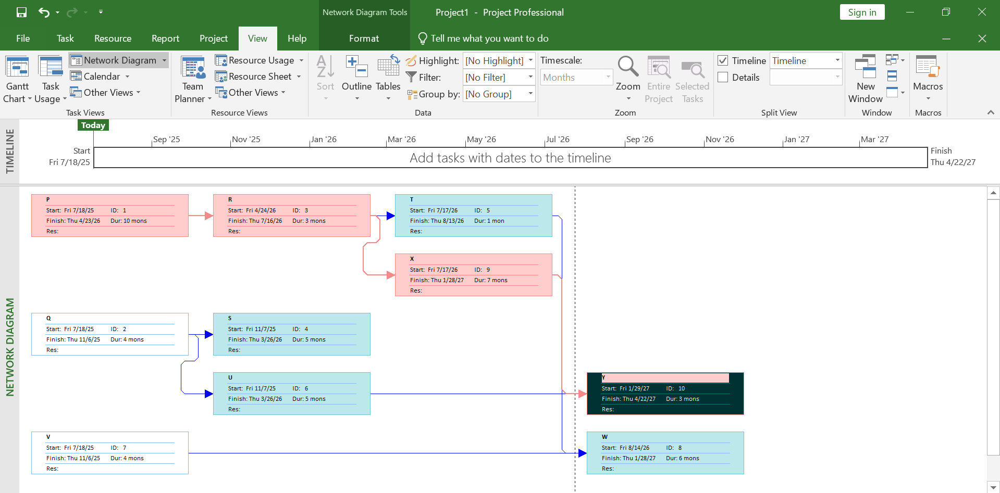 Network Diagram Tools
Project1 - Project Professional
Sign in
File Task Resource Report Project View Help Format Tell me what you want to do
Gantt Chart
Task Usage
Network Diagram
Calendar
Other Views
Task Views
Team Planner
Resource Usage
Resource Sheet
Other Views
Resource Views
Sort
Outline
Tables
Highlight: [No Highlight]
Filter: [No Filter]
Group by: [No Group]
Data
Timescale:
Months
Zoom
Entire Project
Selected Tasks
Zoom
Timeline Timeline
Details
Split View
New Window
Window
Macros
Macros
TIMELINE
Today
Sep '25 Nov '25 Jan '26 Mar '26 May '26 Jul '26 Sep '26 Nov '26 Jan '27 Mar '27
Start
Fri 7/18/25
Add tasks with dates to the timeline
Finish
Thu 4/22/27
NETWORK DIAGRAM
P
Start: Fri 7/18/25 ID: 1
Finish: Thu 4/23/26 Dur: 10 mons
Res:
R
Start: Fri 4/24/26 ID: 3
Finish: Thu 7/16/26 Dur: 3 mons
Res:
T
Start: Fri 7/17/26 ID: 5
Finish: Thu 8/13/26 Dur: 1 mon
Res:
X
Start: Fri 7/17/26 ID: 9
Finish: Thu 1/28/27 Dur: 7 mons
Res:
Q
Start: Fri 7/18/25 ID: 2
Finish: Thu 11/6/25 Dur: 4 mons
Res:
S
Start: Fri 11/7/25 ID: 4
Finish: Thu 3/26/26 Dur: 5 mons
Res:
U
Start: Fri 11/7/25 ID: 6
Finish: Thu 3/26/26 Dur: 5 mons
Res:
Y
Start: Fri 1/29/27 ID: 10
Finish: Thu 4/22/27 Dur: 3 mons
Res:
V
Start: Fri 7/18/25 ID: 7
Finish: Thu 11/6/25 Dur: 4 mons
Res:
W
Start: Fri 8/14/26 ID: 8
Finish: Thu 1/28/27 Dur: 6 mons
Res: